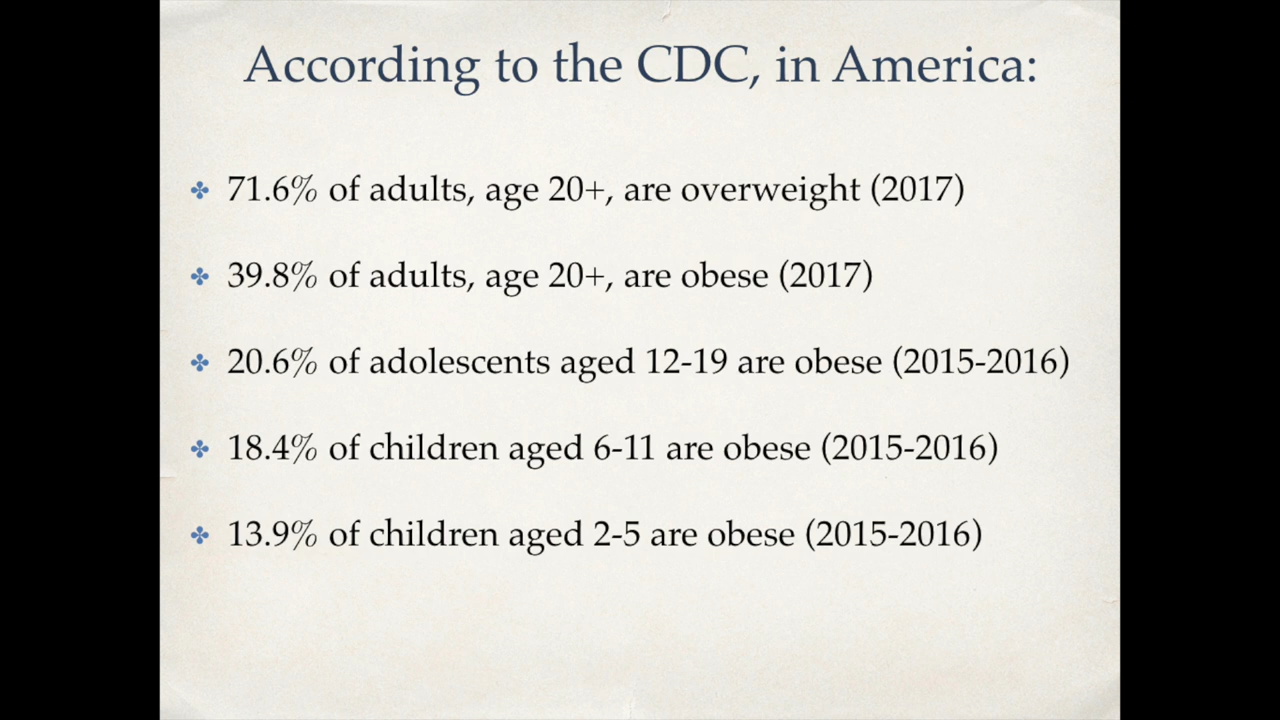 According to the CDC, in America:
✤ 71.6% of adults, age 20+, are overweight (2017)
✤ 39.8% of adults, age 20+, are obese (2017)
✤ 20.6% of adolescents aged 12-19 are obese (2015-2016)
✤ 18.4% of children aged 6-11 are obese (2015-2016)
✤ 13.9% of children aged 2-5 are obese (2015-2016)